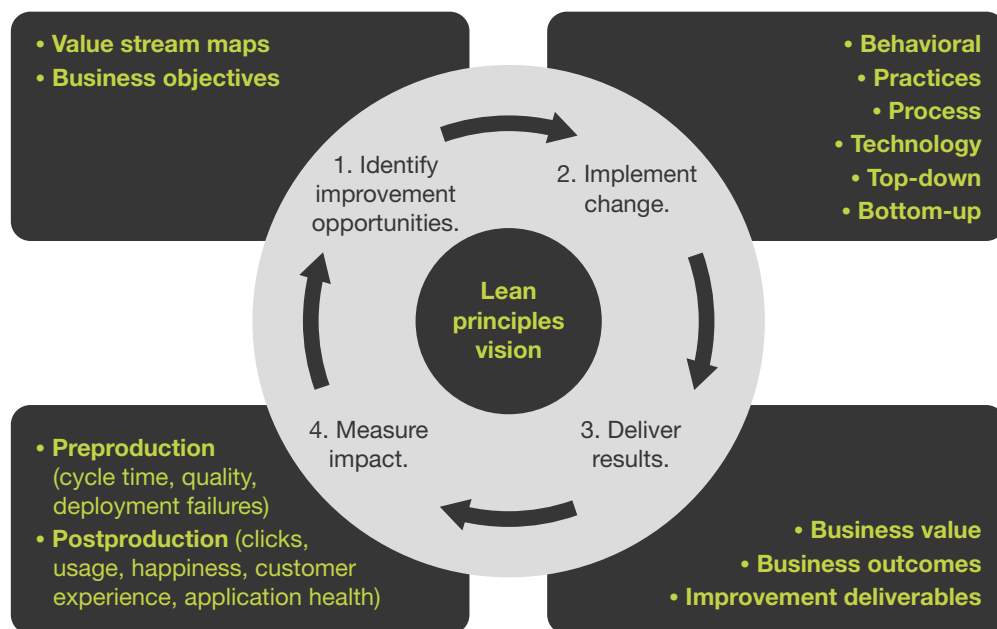 • Value stream maps
• Business objectives
• Behavioral
• Practices
• Process
• Technology
• Top-down
• Bottom-up
1. Identify
improvement
opportunities.
2. Implement
change.
Lean
principles
vision
4. Measure
impact.
3. Deliver
results.
• Preproduction
(cycle time, quality,
deployment failures)
• Postproduction (clicks,
usage, happiness, customer
experience, application health)
• Business value
• Business outcomes
• Improvement deliverables